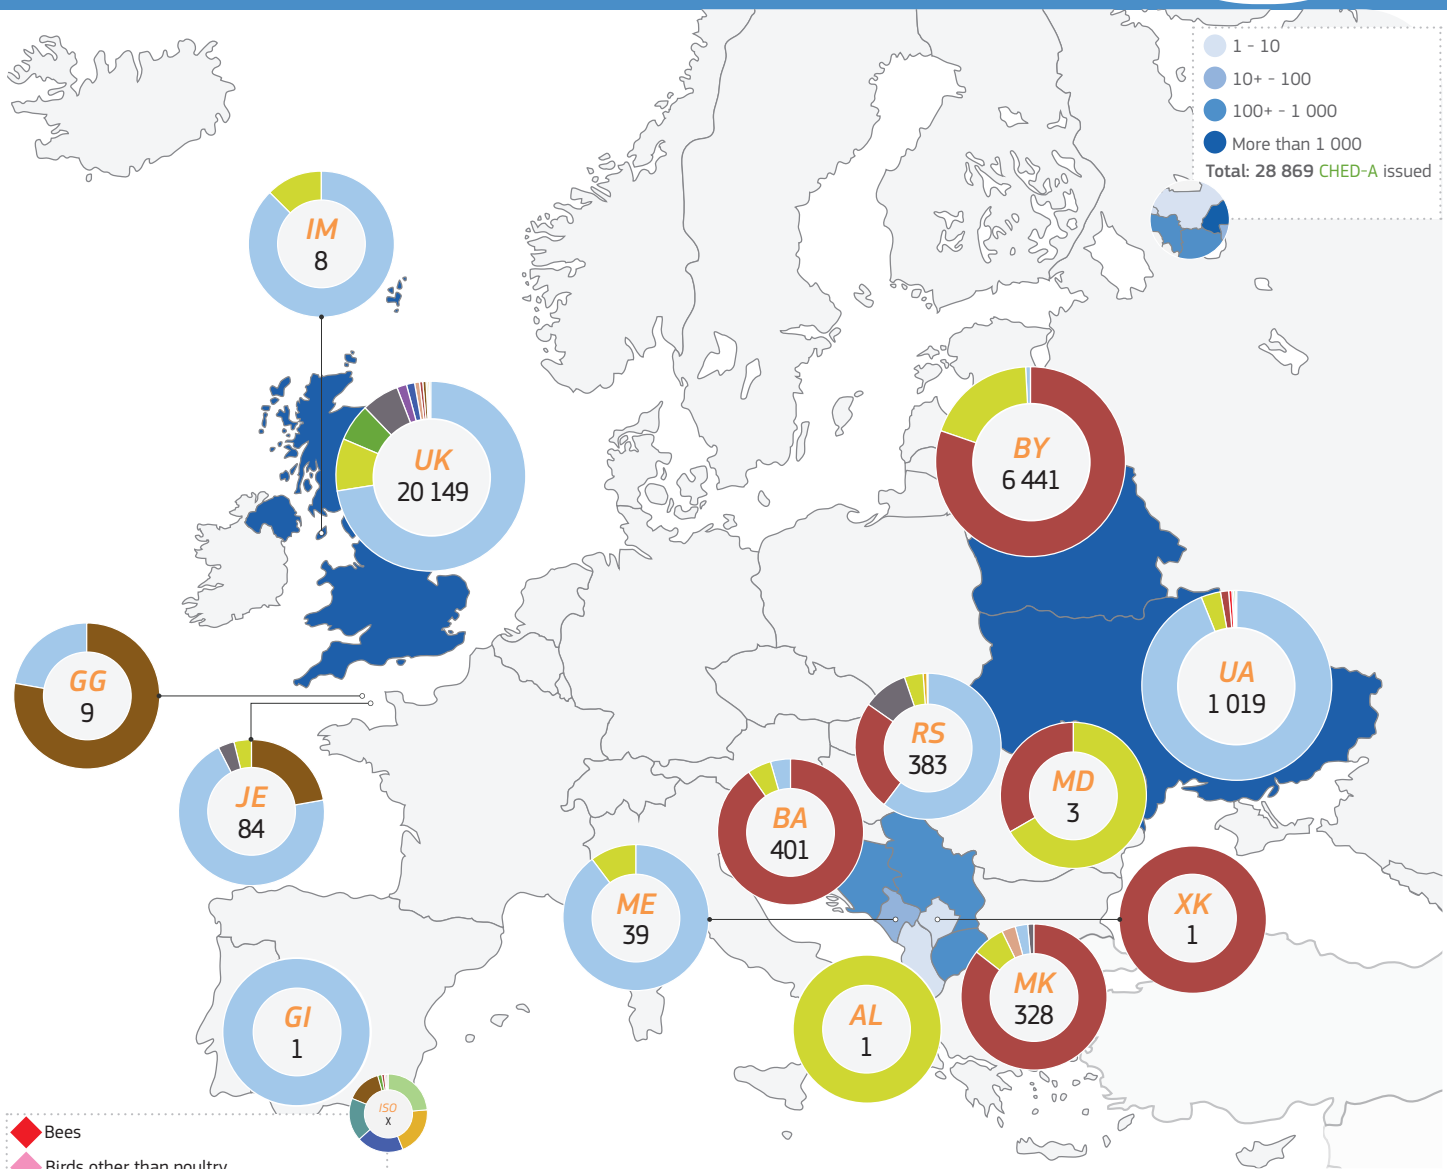 1 - 10
10+ - 100
100+ - 1 000
More than 1 000
Total: 28 869 CHED-A issued
IM
8
UK
20 149
BY
6 441
GG
9
UA
1 019
RS
383
MD
3
JE
84
BA
401
ME
39
XK
1
MK
328
GI
1
AL
1
ISO
X
Bees
Birds other than poultry